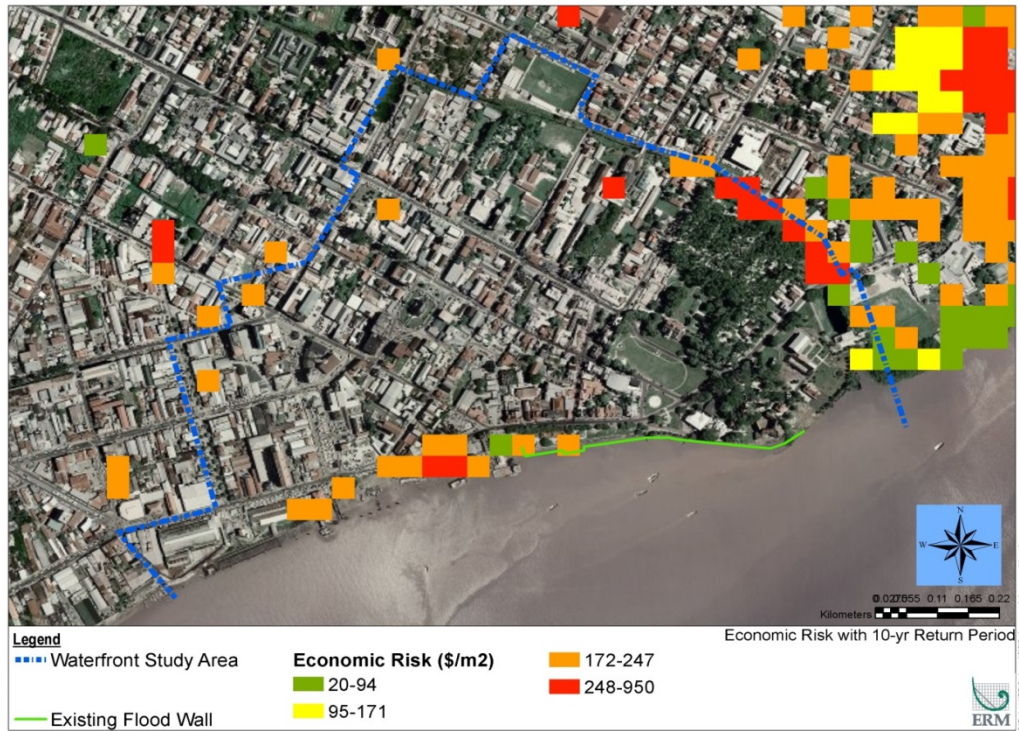 N
W
E
S
0.11 0.165 0.22
Kilometers
Economic Risk with 10-yr Return Period
Legend
Waterfront Study Area
Existing Flood Wall
Economic Risk ($/m2)
20-94
95-171
172-247
248-950
ERM